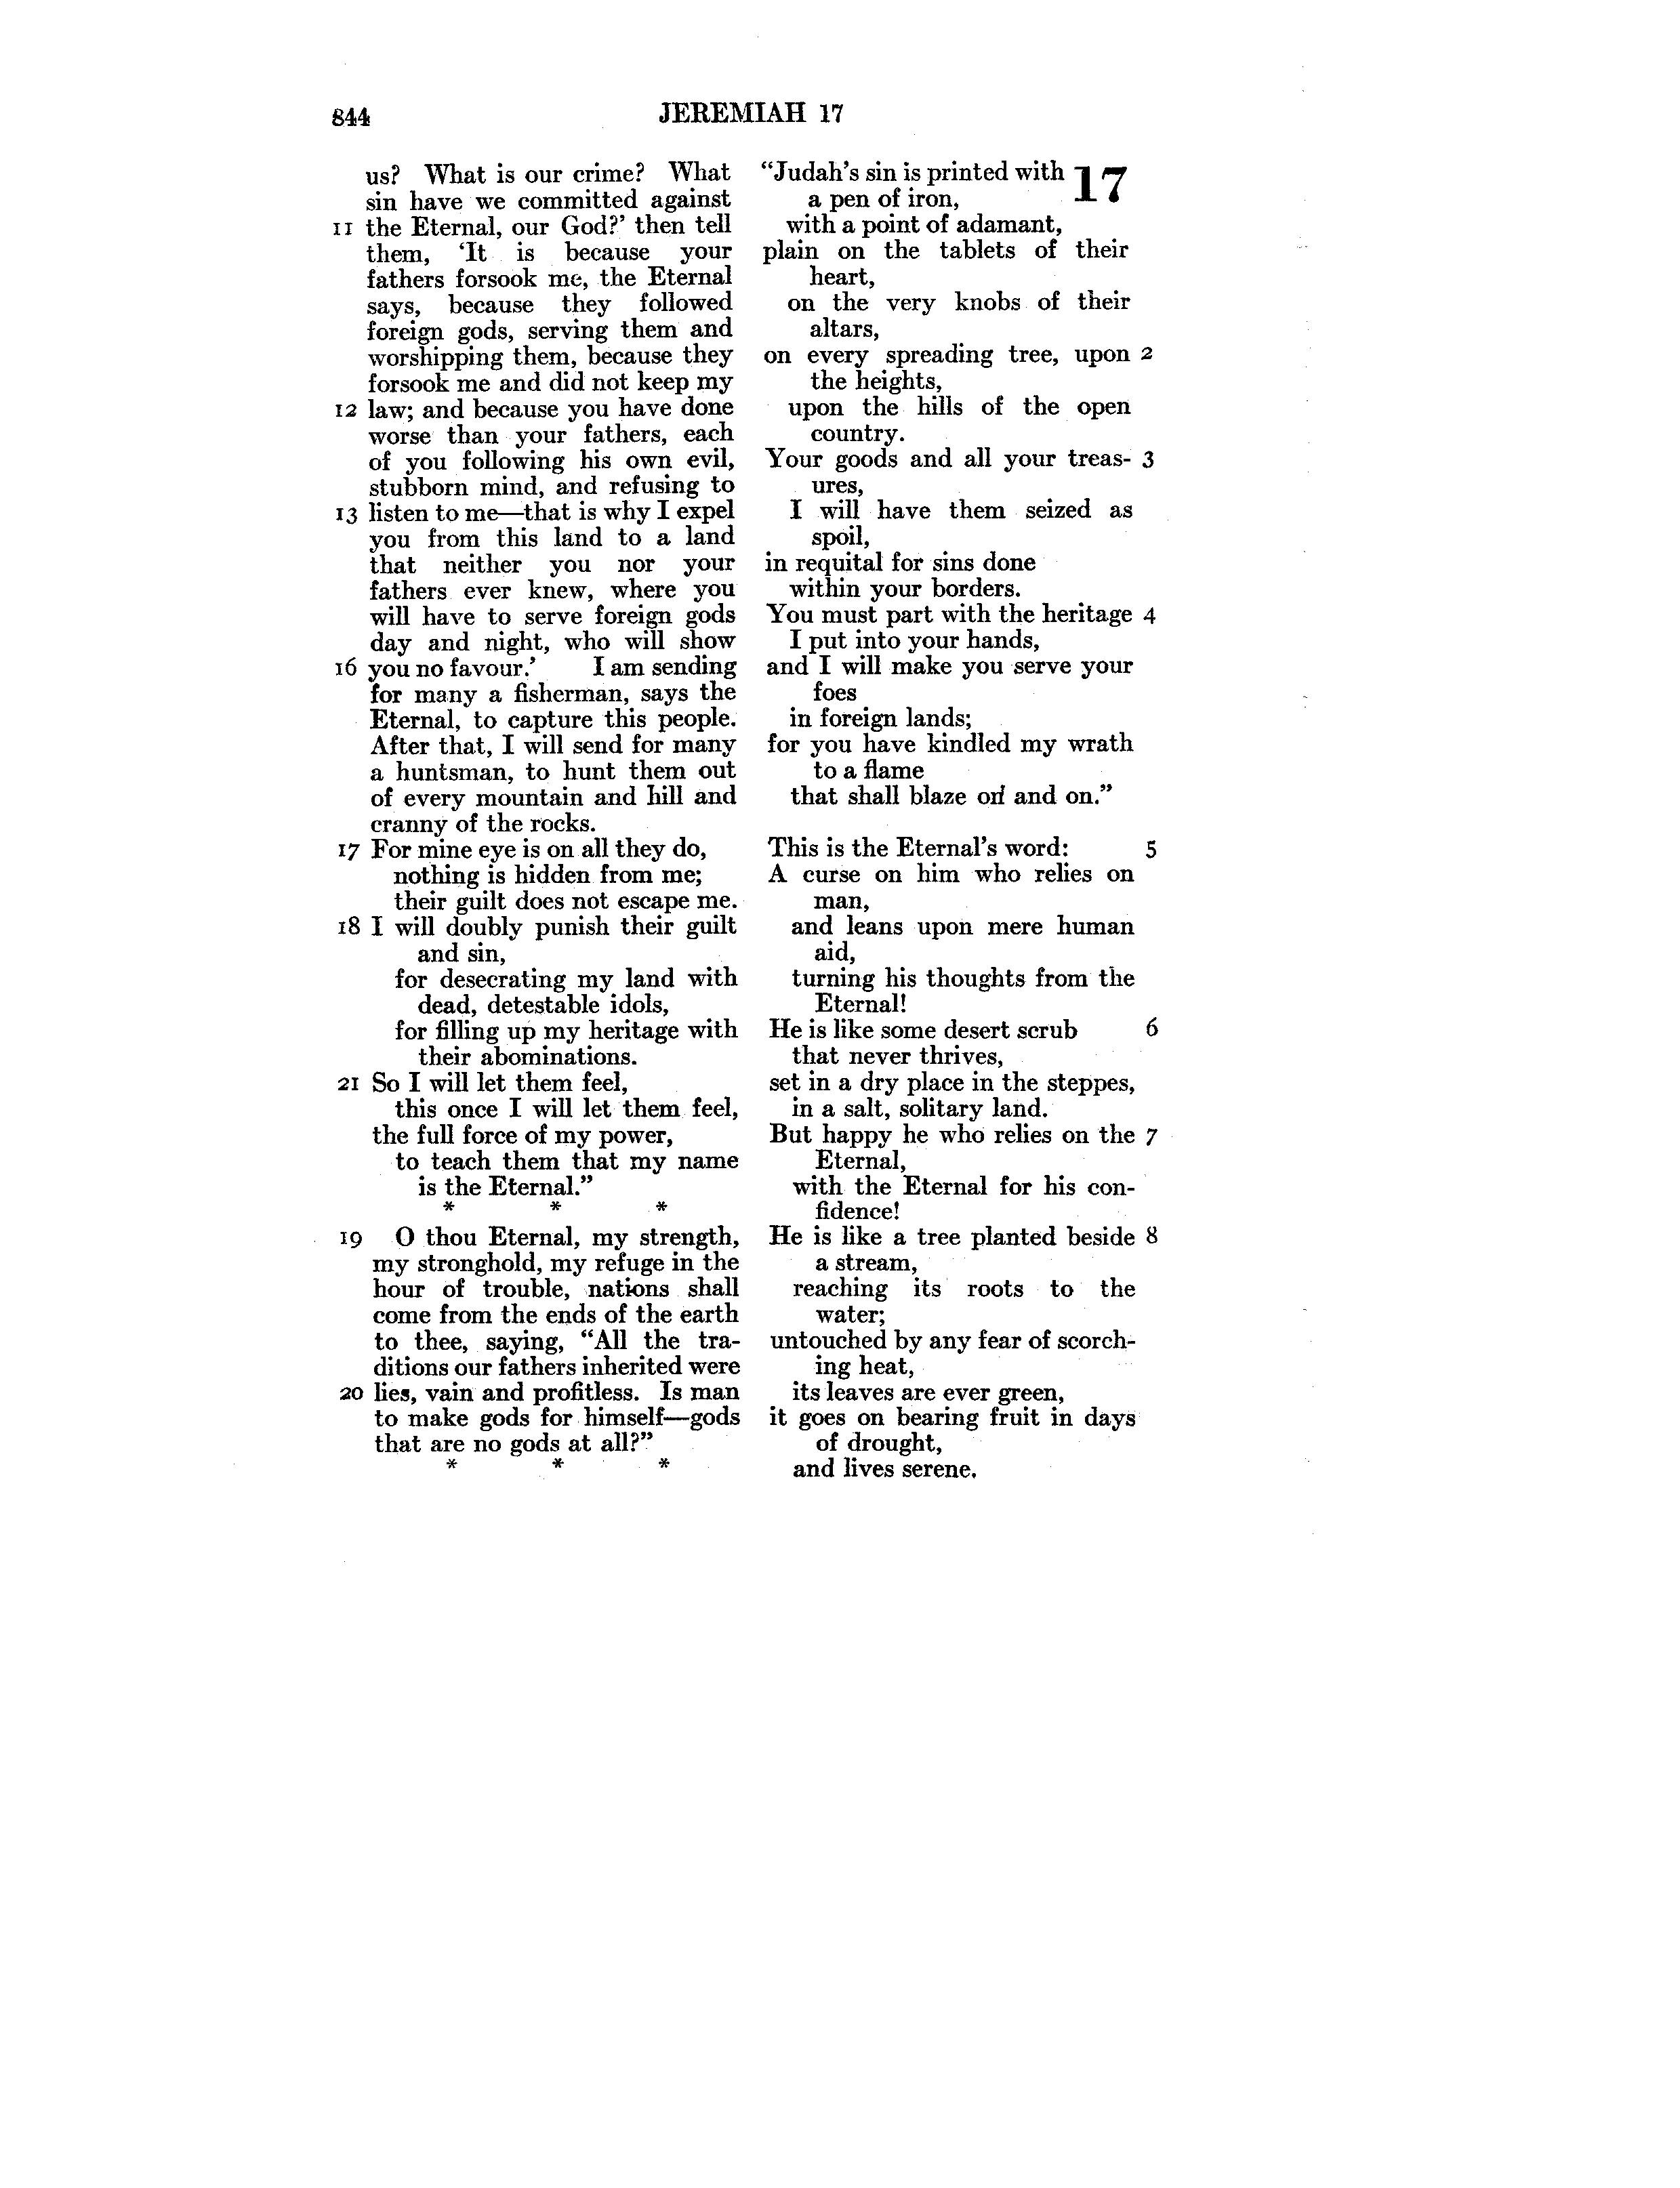 844
JEREMIAH 17
us? What is our crime? What
sin have we committed against
11 the Eternal, our God?’ then tell
them, ‘It is because your
fathers forsook me, the Eternal
says, because they followed
foreign gods, serving them and
worshipping them, because they
forsook me and did not keep my
12 law; and because you have done
worse than your fathers, each
of you following his own evil,
stubborn mind, and refusing to
13 listen to me—that is why I expel
you from this land to a land
that neither you nor your
fathers ever knew, where you
will have to serve foreign gods
day and night, who will show
16 you no favour.’ I am sending
for many a fisherman, says the
Eternal, to capture this people.
After that, I will send for many
a huntsman, to hunt them out
of every mountain and hill and
cranny of the rocks.
17 For mine eye is on all they do,
nothing is hidden from me;
their guilt does not escape me.
18 I will doubly punish their guilt
and sin,
for desecrating my land with
dead, detestable idols,
for filling up my heritage with
their abominations.
21 So I will let them feel,
this once I will let them feel,
the full force of my power,
to teach them that my name
is the Eternal.”
* * *
19 O thou Eternal, my strength,
my stronghold, my refuge in the
hour of trouble, nations shall
come from the ends of the earth
to thee, saying, “All the tra-
ditions our fathers inherited were
20 lies, vain and profitless. Is man
to make gods for himself—gods
that are no gods at all?”
* * *
“Judah’s sin is printed with 17
a pen of iron,
with a point of adamant,
plain on the tablets of their
heart,
on the very knobs of their
altars,
on every spreading tree, upon 2
the heights,
upon the hills of the open
country.
Your goods and all your treas- 3
ures,
I will have them seized as
spoil,
in requital for sins done
within your borders.
You must part with the heritage 4
I put into your hands,
and I will make you serve your
foes
in foreign lands;
for you have kindled my wrath
to a flame
that shall blaze on and on.”
This is the Eternal’s word: 5
A curse on him who relies on
man,
and leans upon mere human
aid,
turning his thoughts from the
Eternal!
He is like some desert scrub 6
that never thrives,
set in a dry place in the steppes,
in a salt, solitary land.
But happy he who relies on the 7
Eternal,
with the Eternal for his con-
fidence!
He is like a tree planted beside 8
a stream,
reaching its roots to the
water;
untouched by any fear of scorch-
ing heat,
its leaves are ever green,
it goes on bearing fruit in days
of drought,
and lives serene.